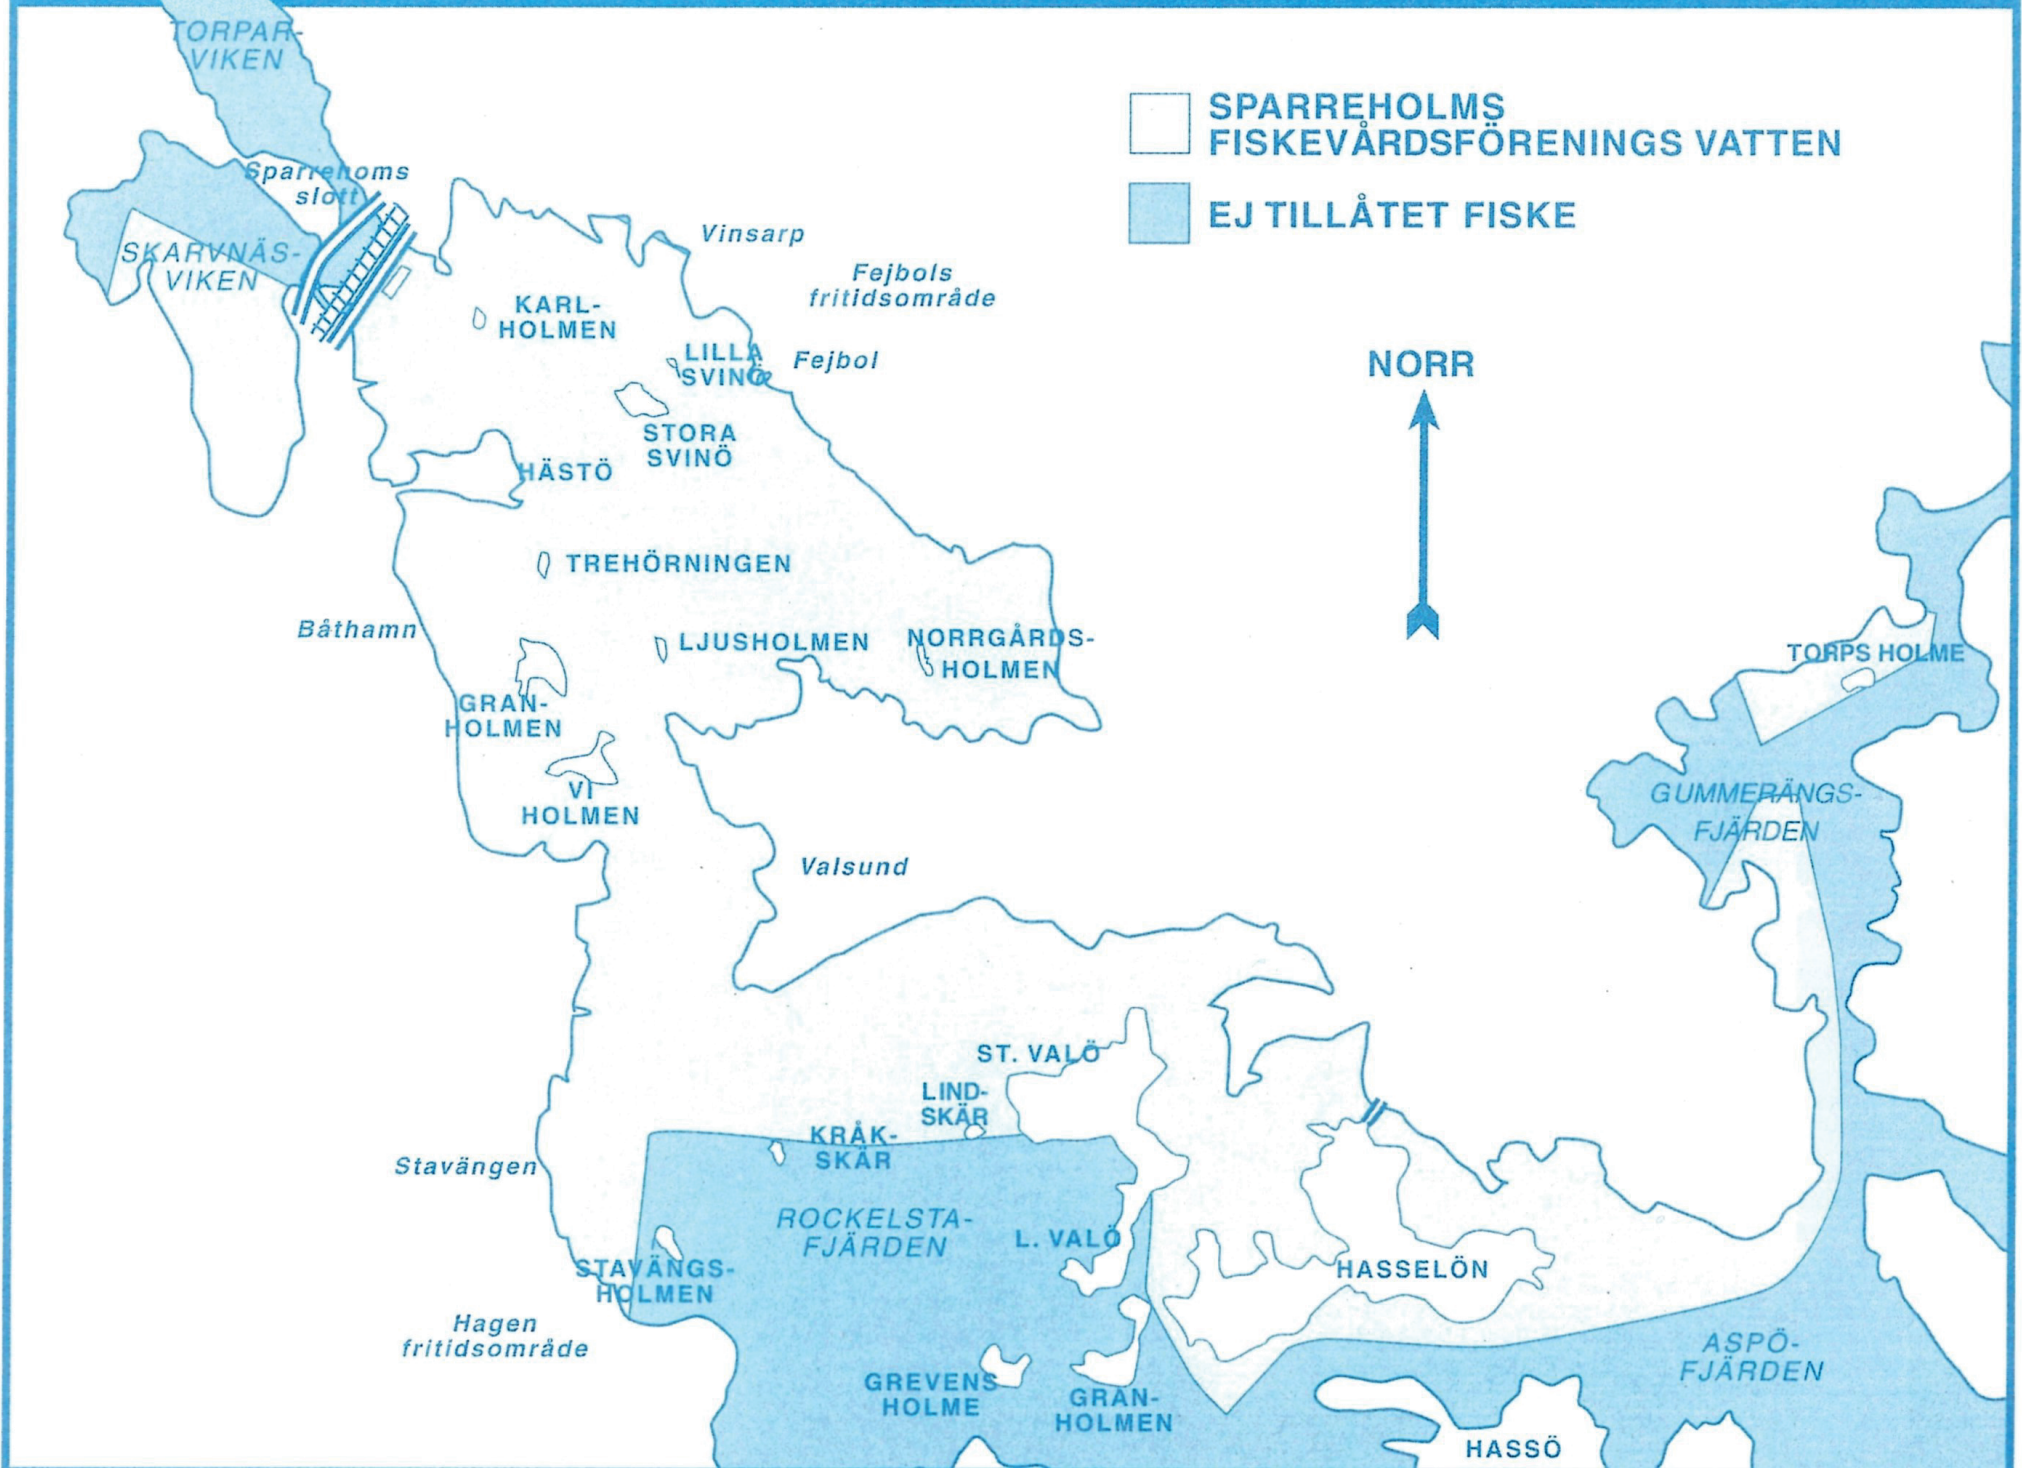 TORPAR-
VIKEN
SPARREHOLMS
FISKEVÅRDSFÖRENINGS VATTEN
EJ TILLÅTET FISKE
Sparrehoms
slott
SKARVNÄS-
VIKEN
Vinsarp
Fejbols
fritidsområde
KARL-
HOLMEN
LILLA
SVINÖ
Fejbol
NORR
STORA
SVINÖ
HÄSTÖ
TREHÖRNINGEN
Båthamn
LJUSHOLMEN
NORRGÅRDS-
HOLMEN
TORPS HOLME
GRAN-
HOLMEN
VI
HOLMEN
GUMMERÄNGS-
FJÄRDEN
Valsund
ST. VALÖ
LIND-
SKÄR
KRÅK-
SKÄR
Stavängen
ROCKELSTA-
FJÄRDEN
L. VALÖ
STAVÄNGS-
HOLMEN
HASSELÖN
Hagen
fritidsområde
ASPÖ-
FJÄRDEN
GREVENS
HOLME
GRAN-
HOLMEN
HASSÖ